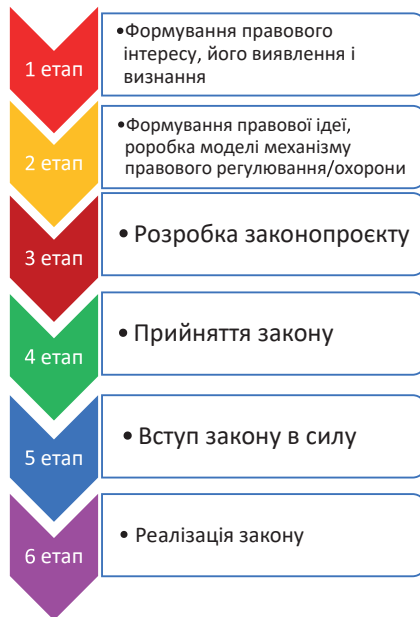 1 етап
•Формування правового
інтересу, його виявлення і
визнання
2 етап
•Формування правової ідеї,
роробка моделі механізму
правового регулювання/охорони
3 етап
• Розробка законопроєкту
4 етап
• Прийняття закону
5 етап
• Вступ закону в силу
6 етап
• Реалізація закону